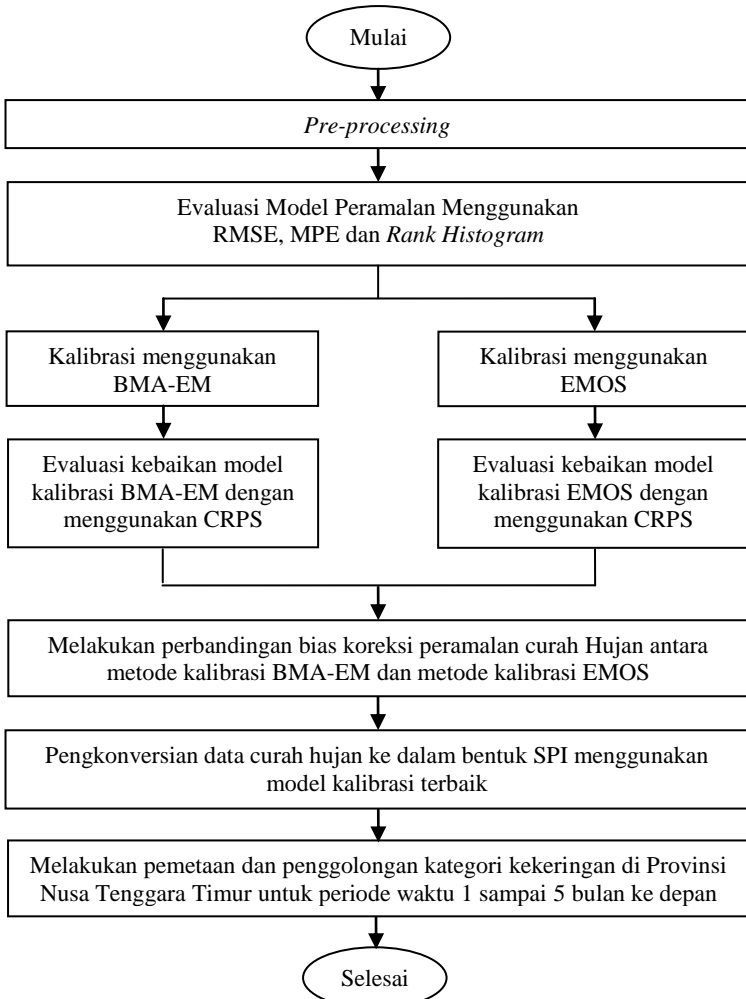 Mulai
Pre-processing
Evaluasi Model Peramalan Menggunakan
RMSE, MPE dan Rank Histogram
Kalibrasi menggunakan
BMA-EM
Kalibrasi menggunakan
EMOS
Evaluasi kebaikan model
kalibrasi BMA-EM dengan
menggunakan CRPS
Evaluasi kebaikan model
kalibrasi EMOS dengan
menggunakan CRPS
Melakukan perbandingan bias koreksi peramalan curah Hujan antara
metode kalibrasi BMA-EM dan metode kalibrasi EMOS
Pengkonversian data curah hujan ke dalam bentuk SPI menggunakan
model kalibrasi terbaik
Melakukan pemetaan dan penggolongan kategori kekeringan di Provinsi
Nusa Tenggara Timur untuk periode waktu 1 sampai 5 bulan ke depan
Selesai